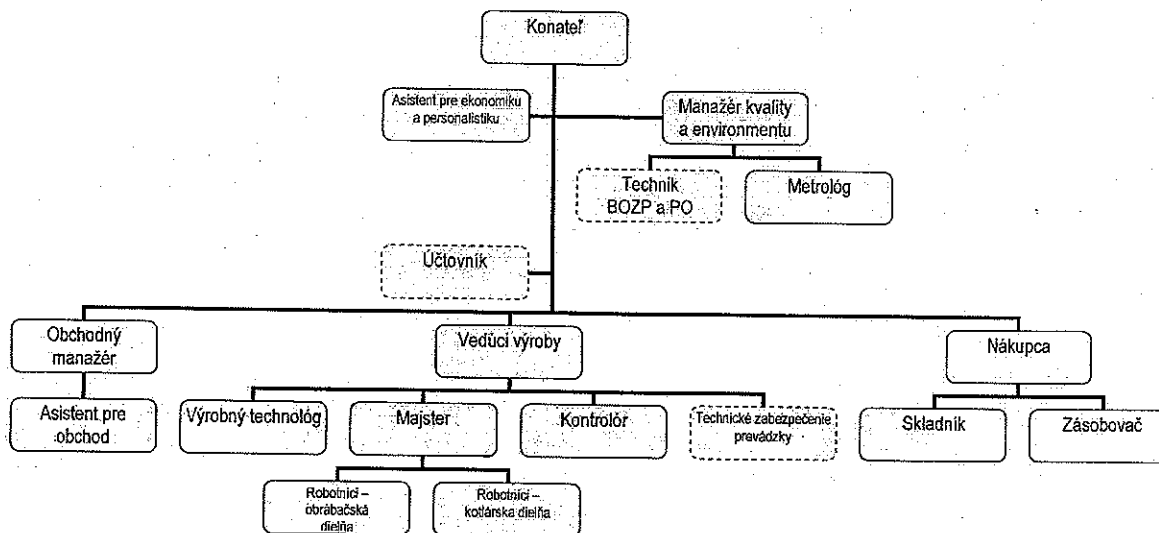 Konateľ
Asistent pre ekonomiku
a personalistiku
Manažér kvality
a environmentu
Technik
BOZP a PO
Metrológ
Účtovník
Obchodný
manažér
Vedúci výroby
Nákupca
Asistent pre
obchod
Výrobný technológ
Majster
Kontrolór
Technické zabezpečenie
prevádzky
Skladník
Zásobovač
Robotníci –
obrábačská
dielňa
Robotníci –
kotlárska dielňa